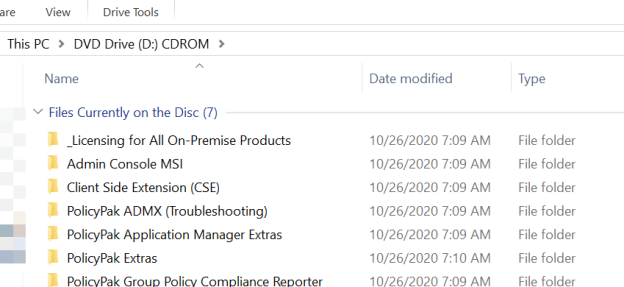 are View Drive Tools
This PC > DVD Drive (D:) CDROM >
Name Date modified Type
Files Currently on the Disc (7)
_Licensing for All On-Premise Products 10/26/2020 7:09 AM File folder
Admin Console MSI 10/26/2020 7:09 AM File folder
Client Side Extension (CSE) 10/26/2020 7:09 AM File folder
PolicyPak ADMX (Troubleshooting) 10/26/2020 7:09 AM File folder
PolicyPak Application Manager Extras 10/26/2020 7:09 AM File folder
PolicyPak Extras 10/26/2020 7:10 AM File folder
PolicyPak Group Policy Compliance Reporter 10/26/2020 7:09 AM File folder